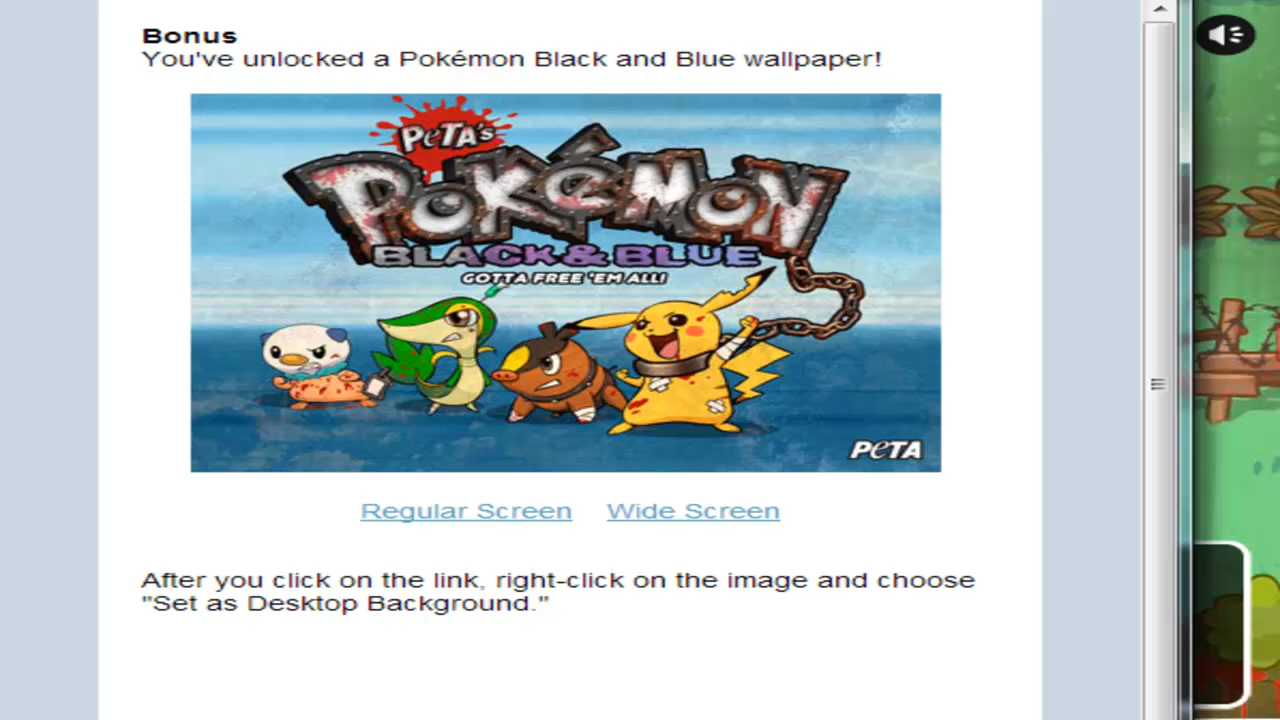 Bonus
You've unlocked a Pokémon Black and Blue wallpaper!
PeTA's
POKéMON
BLACK & BLUE
GOTTA FREE 'EM ALL!
PeTA
Regular Screen Wide Screen
After you click on the link, right-click on the image and choose
"Set as Desktop Background."